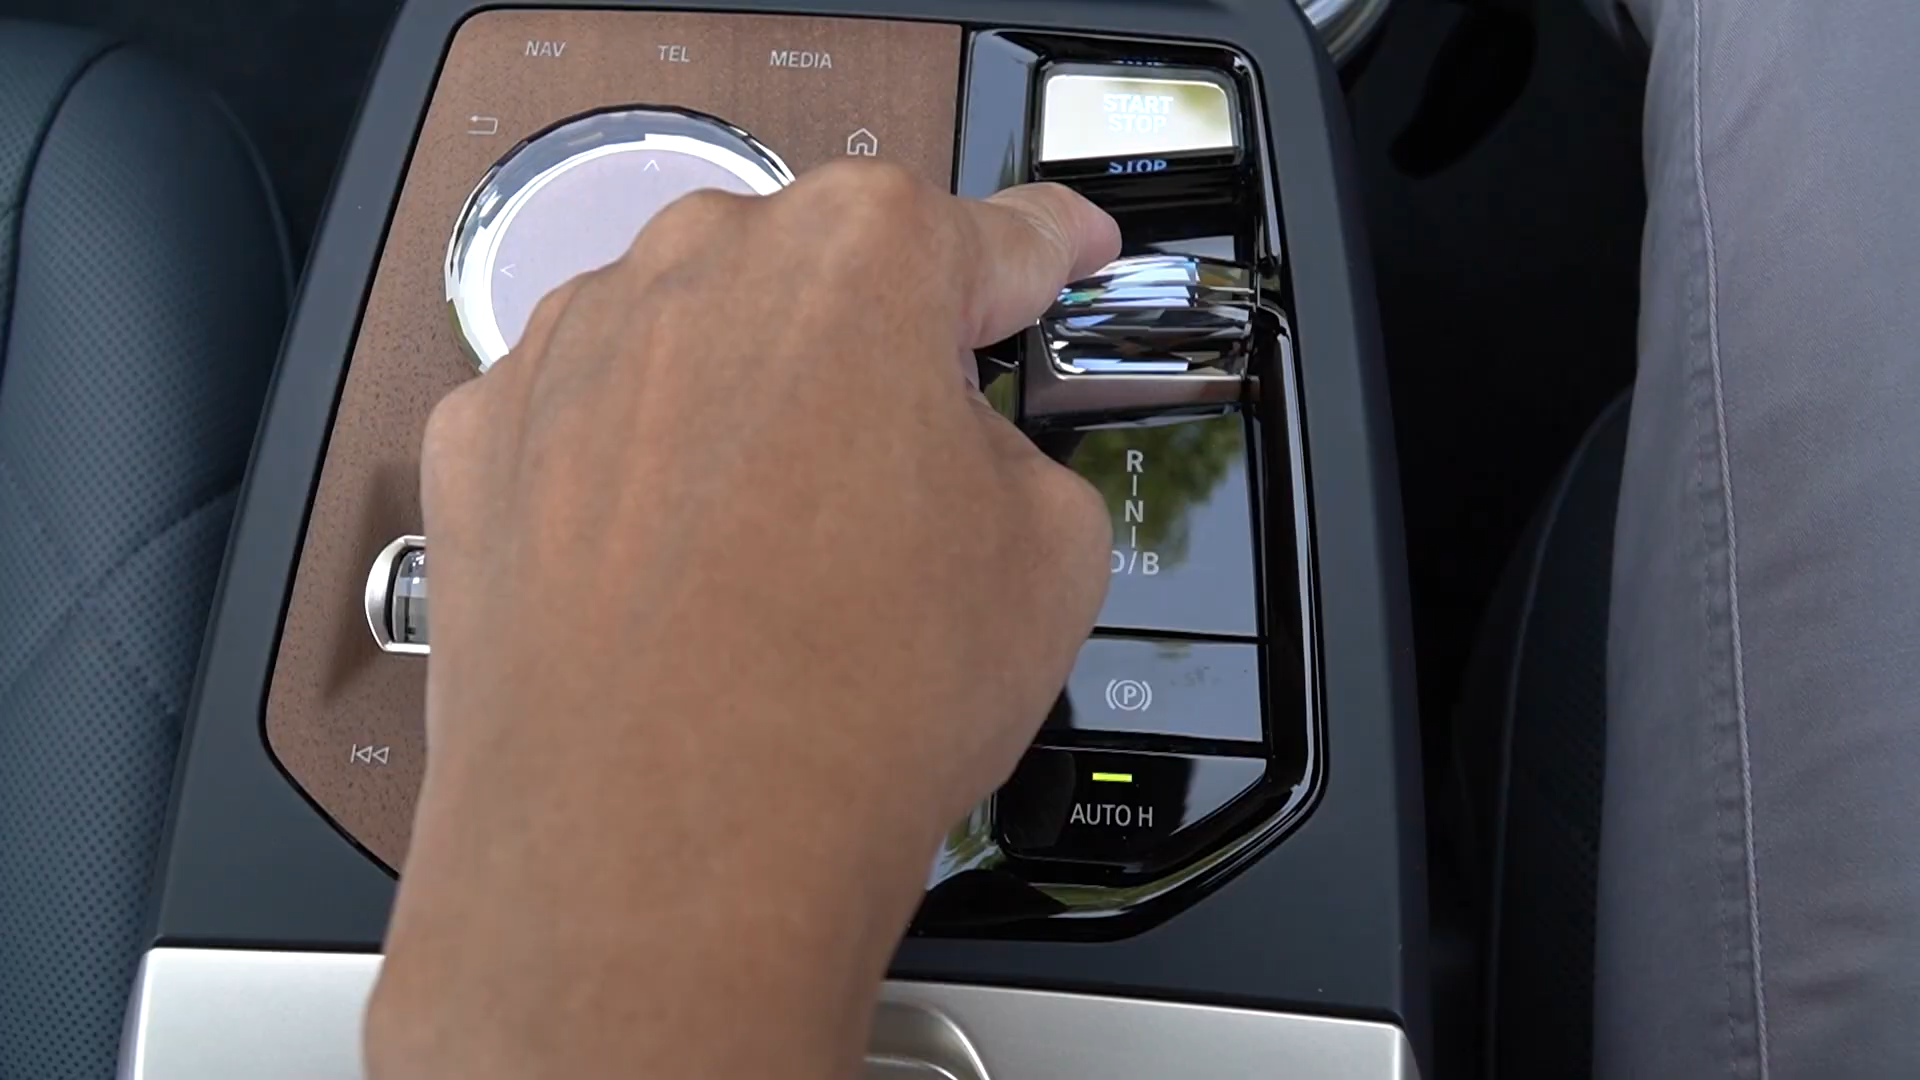 NAV TEL MEDIA
START
STOP
STOP
R
N
D/B
P
AUTO H